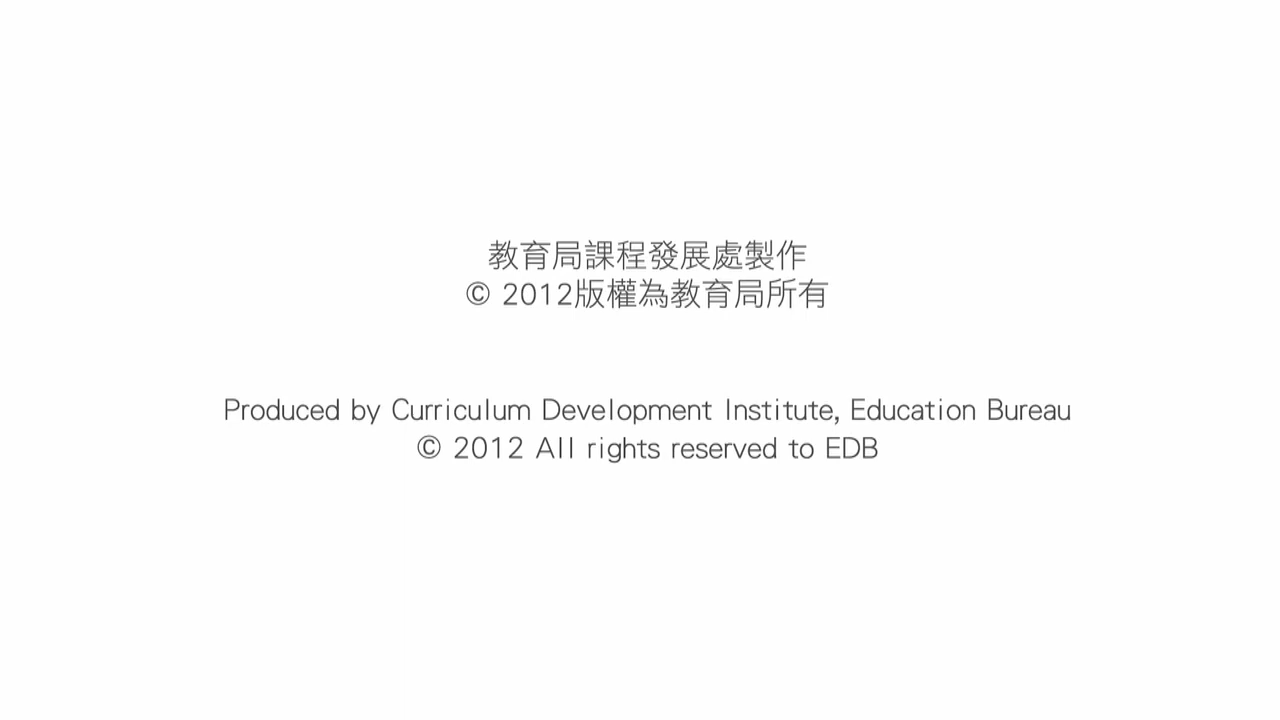 教育局課程發展處製作
© 2012版權為教育局所有
Produced by Curriculum Development Institute, Education Bureau
© 2012 All rights reserved to EDB